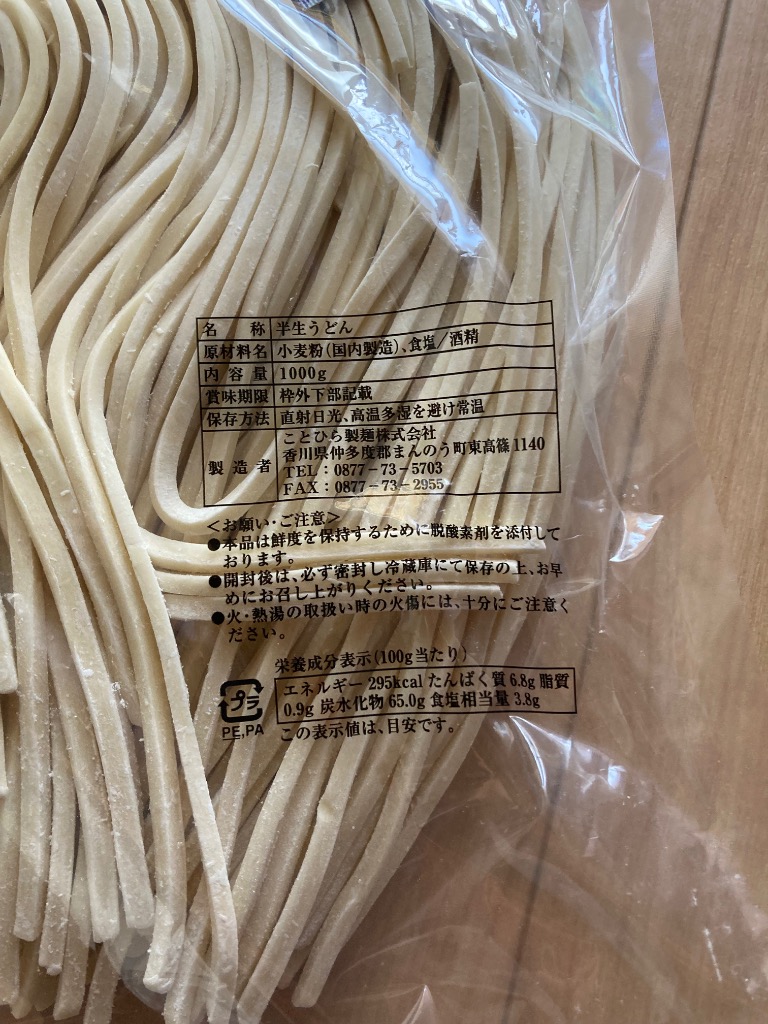 名称 半生うどん
原材料名 小麦粉(国内製造)、食塩/酒精
内容量 1000g
賞味期限 枠外下部記載
保存方法 直射日光、高温多湿を避け常温
製造者 ことひら製麺株式会社
香川県仲多度郡まんのう町東高篠1140
TEL:0877-73-5703
FAX:0877-73-2955
<お願い・ご注意>
●本品は鮮度を保持するために脱酸素剤を添付して
おります。
●開封後は、必ず密封し冷蔵庫にて保存の上、お早
めにお召し上がりください。
●火・熱湯の取扱い時の火傷には、十分にご注意く
ださい。
栄養成分表示(100g当たり)
エネルギー 295kcal たんぱく質 6.8g 脂質
0.9g 炭水化物 65.0g 食塩相当量 3.8g
この表示値は、目安です。
プラ
PE,PA